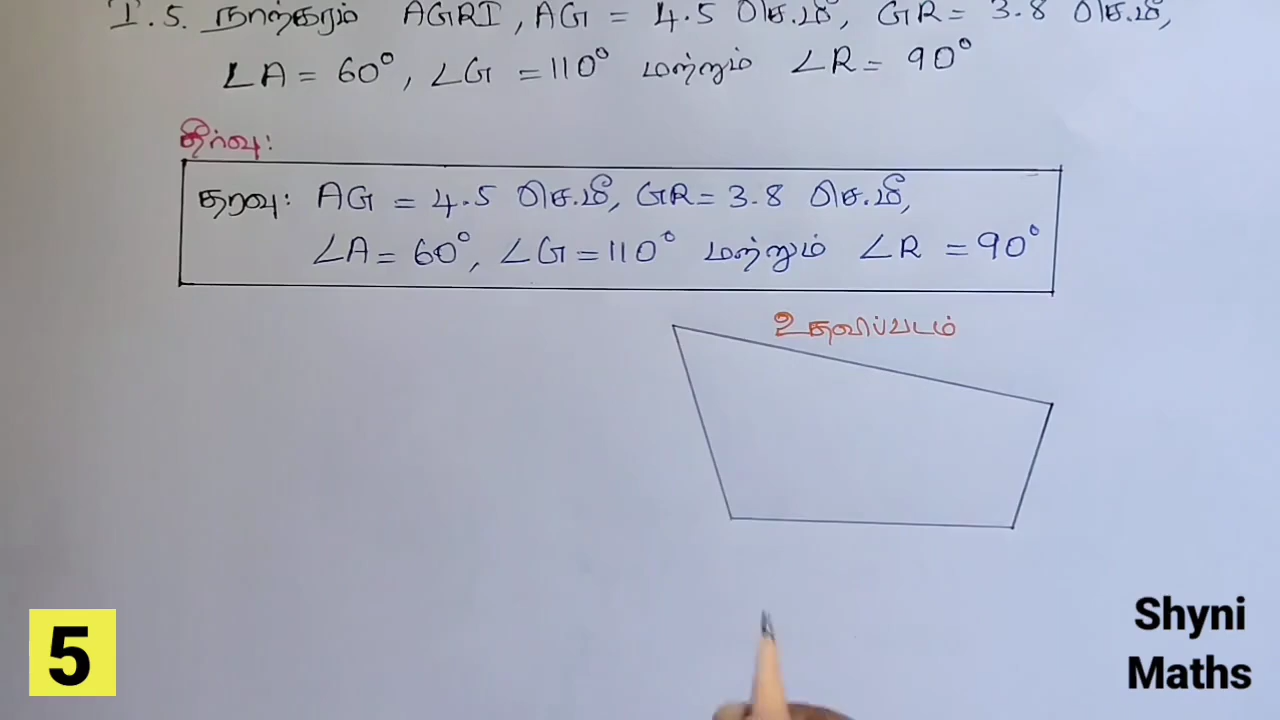 I.5. நாற்கரம் AGRI, AG = 4.5 செ.மீ, GR = 3.8 செ.மீ,
∠A = 60°, ∠G = 110° மற்றும் ∠R = 90°
தீர்வு:
தரவு: AG = 4.5 செ.மீ, GR = 3.8 செ.மீ,
∠A = 60°, ∠G = 110° மற்றும் ∠R = 90°
உதவிப்படம்
5
Shyni
Maths